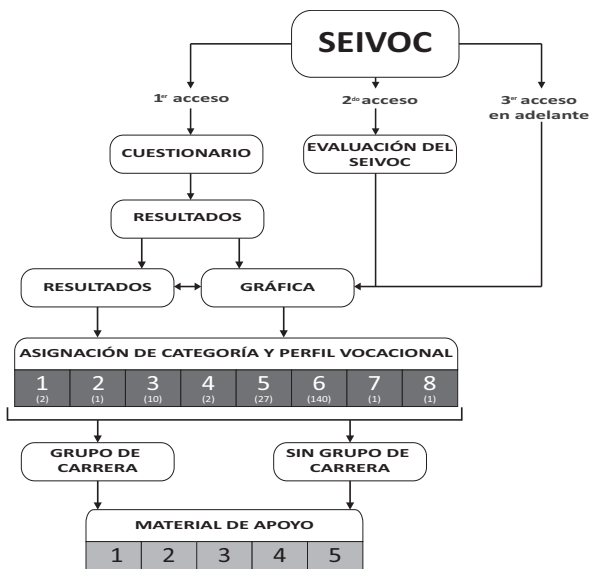 SEIVOC
1er acceso
2do acceso
3er acceso
en adelante
CUESTIONARIO
EVALUACIÓN DEL
SEIVOC
RESULTADOS
RESULTADOS
GRÁFICA
ASIGNACIÓN DE CATEGORÍA Y PERFIL VOCACIONAL
1 2 3 4 5 6 7 8
(2) (1) (10) (2) (27) (140) (1) (1)
GRUPO DE
CARRERA
SIN GRUPO DE
CARRERA
MATERIAL DE APOYO
1 2 3 4 5